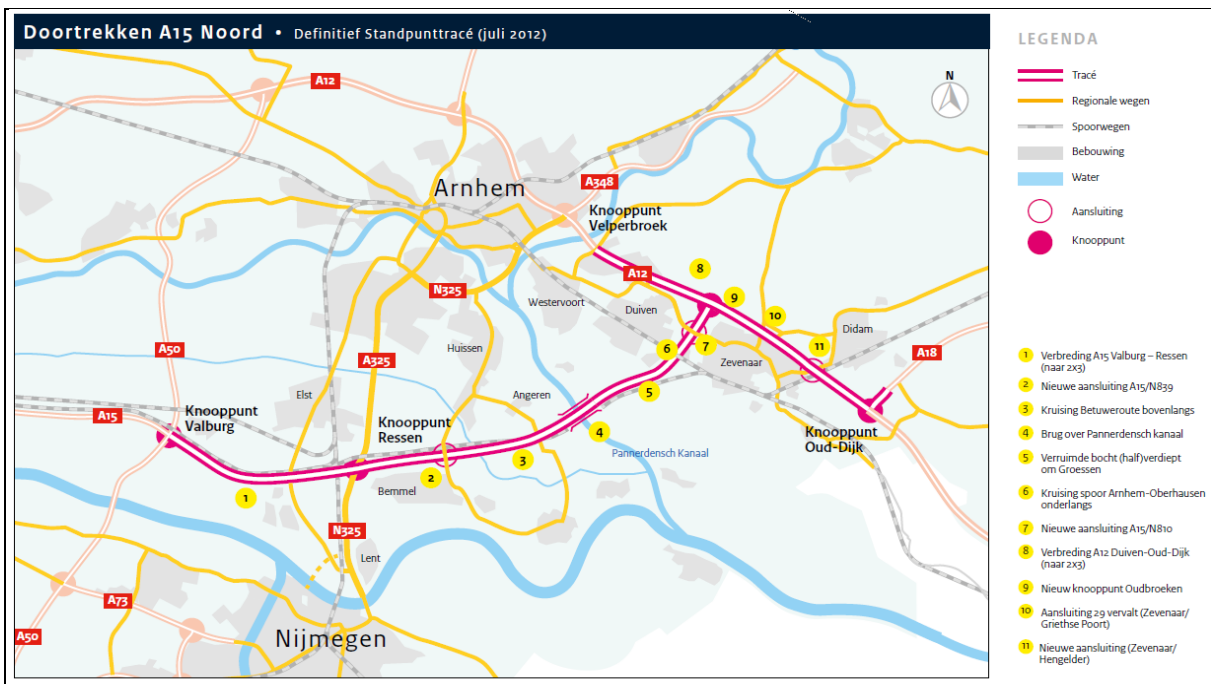 Doortrekken A15 Noord • Definitief Standpunttracé (juli 2012)
A12
N
Arnhem
A348
Knooppunt
Velperbroek
A12
8
N325
Westervoort
Duiven
9
10
Didam
A50
A325
Huissen
6
7
11
Zevenaar
A18
Elst
Angeren
5
A15
Knooppunt
Valburg
Knooppunt
Ressen
4
Knooppunt
Oud-Dijk
3
Pannerdensch Kanaal
2
1
Bemmel
N325
Lent
A73
A50
Nijmegen
LEGENDA
Tracé
Regionale wegen
Spoorwegen
Bebouwing
Water
Aansluiting
Knooppunt
1 Verbreding A15 Valburg – Ressen
(naar 2x3)
2 Nieuwe aansluiting A15/N839
3 Kruising Betuweroute bovenlangs
4 Brug over Pannerdensch kanaal
5 Verruimde bocht (half)verdiept
om Groessen
6 Kruising spoor Arnhem-Oberhausen
onderlangs
7 Nieuwe aansluiting A15/N810
8 Verbreding A12 Duiven-Oud-Dijk
(naar 2x3)
9 Nieuw knooppunt Oudbroeken
10 Aansluiting 29 vervalt (Zevenaar/
Griethse Poort)
11 Nieuwe aansluiting (Zevenaar/
Hengelder)